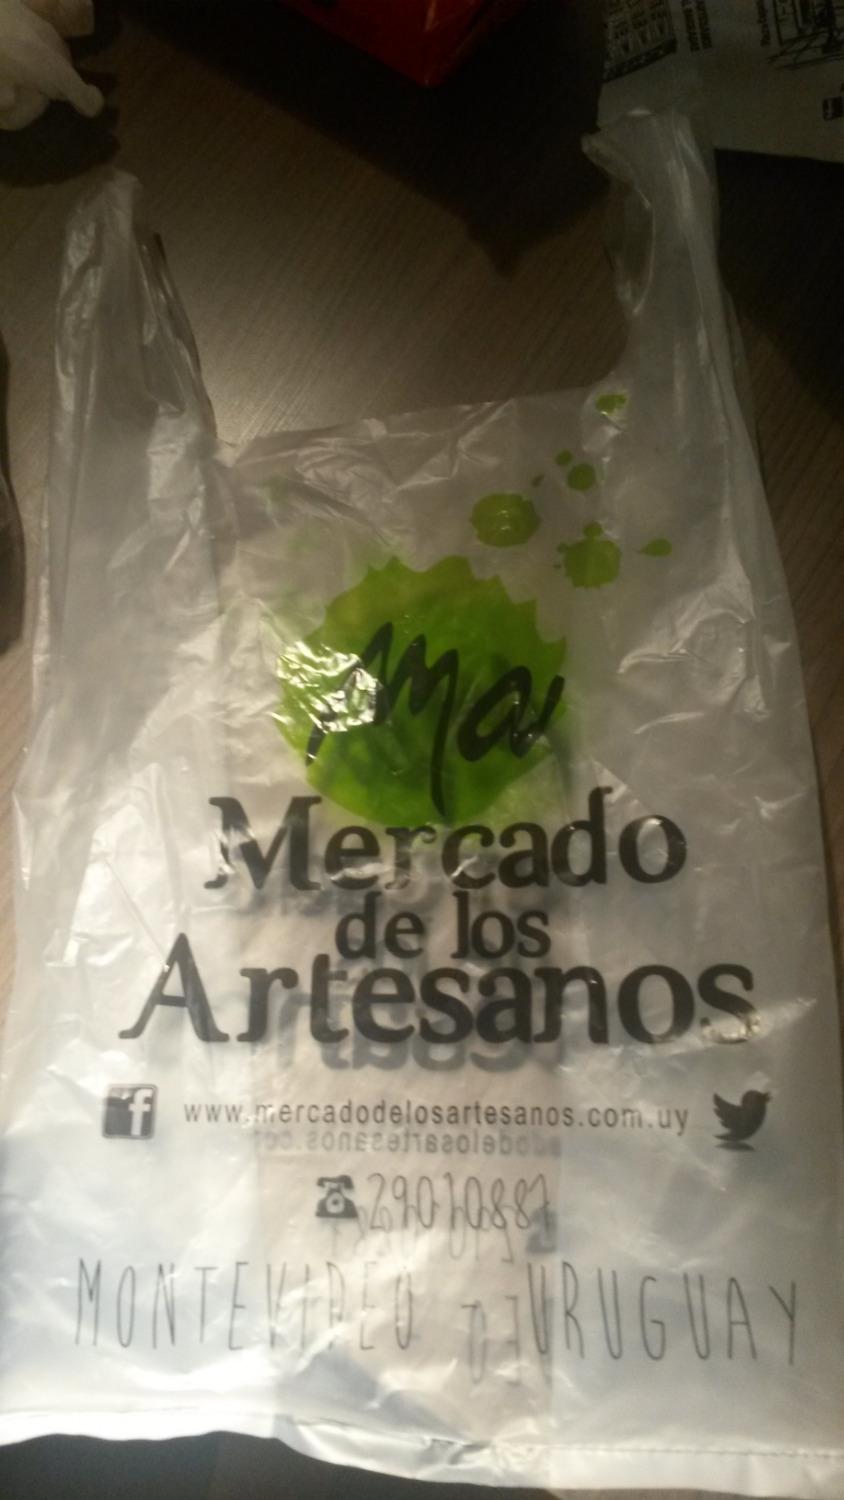 Ma
Mercado
de los
Artesanos
f www.mercadodelosartesanos.com.uy
29010887
MONTEVIDEO URUGUAY